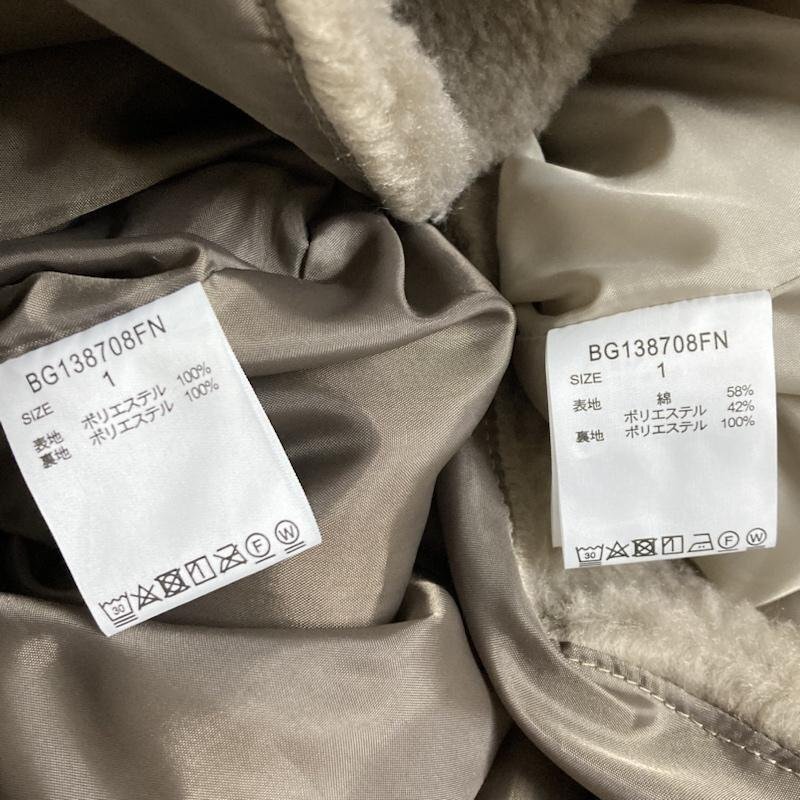 BG138708FN
SIZE 1
表地 ポリエステル 100%
裏地 ポリエステル 100%
30
F
W
BG138708FN
SIZE 1
表地 綿 58%
ポリエステル 42%
裏地 ポリエステル 100%
30
F
W